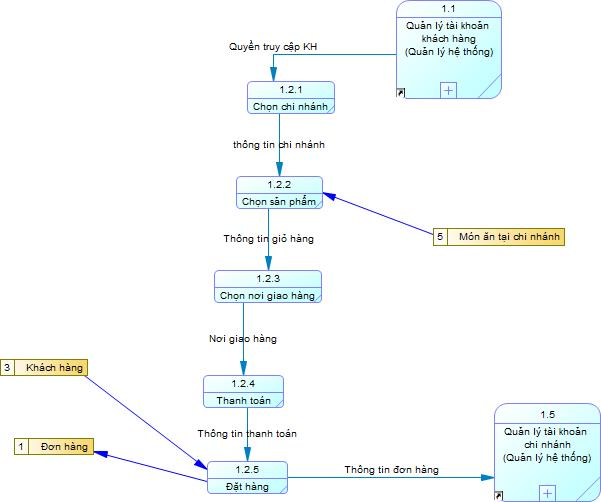 1.1
Quản lý tài khoản
khách hàng
(Quản lý hệ thống)
Quyền truy cập KH
1.2.1
Chọn chi nhánh
thông tin chi nhánh
1.2.2
Chọn sản phẩm
5 Món ăn tại chi nhánh
Thông tin giỏ hàng
1.2.3
Chọn nơi giao hàng
Nơi giao hàng
3 Khách hàng
1.2.4
Thanh toán
Thông tin thanh toán
1 Đơn hàng
1.2.5
Đặt hàng
Thông tin đơn hàng
1.5
Quản lý tài khoản
chi nhánh
(Quản lý hệ thống)